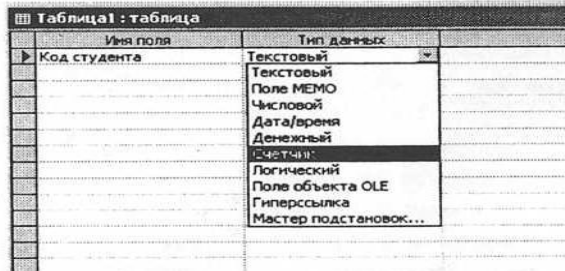 Таблица1 : таблица
Имя поля Тип данных
Код студента Текстовый
Текстовый
Поле МЕМО
Числовой
Дата/время
Денежный
Счетчик
Логический
Поле объекта OLE
Гиперссылка
Мастер подстановок...